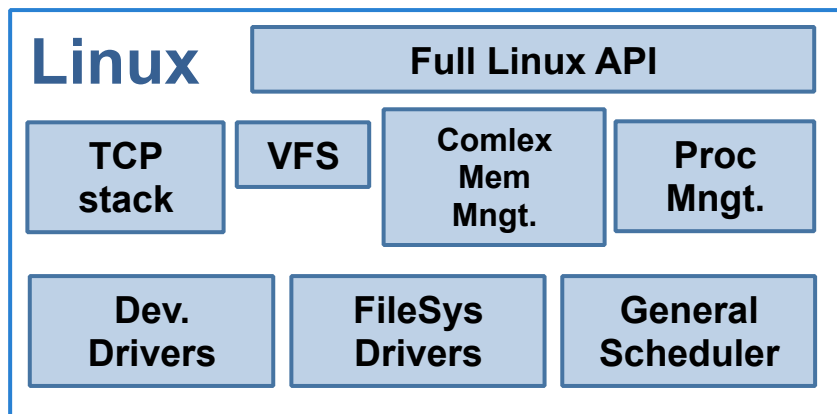 Linux
Full Linux API
TCP
stack
VFS
Comlex
Mem
Mngt.
Proc
Mngt.
Dev.
Drivers
FileSys
Drivers
General
Scheduler